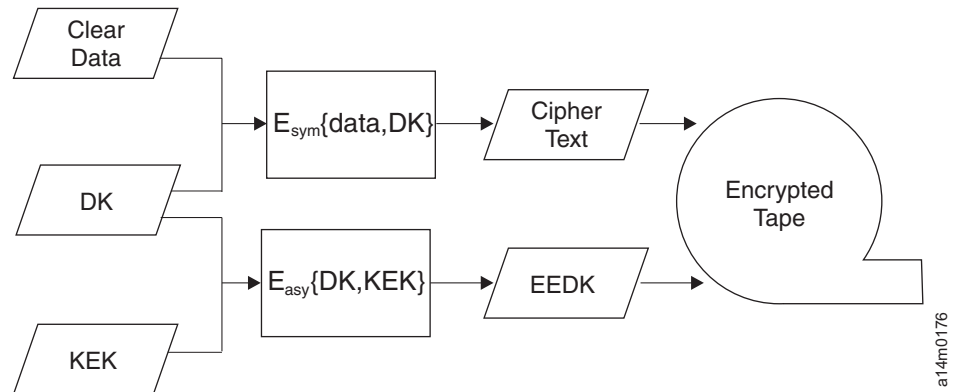 Clear
Data
E_sym{data,DK}
Cipher
Text
DK
Encrypted
Tape
E_asy{DK,KEK}
EEDK
KEK
a14m0176